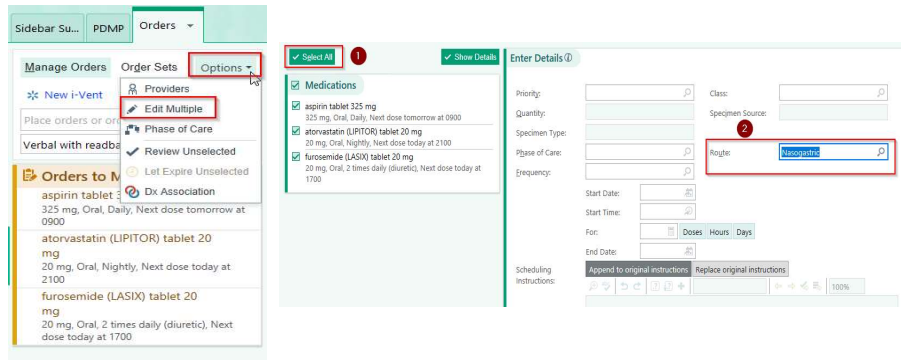 Sidebar Su...
PDMP
Orders
Manage Orders
Order Sets
Options
New i-Vent
Providers
Edit Multiple
Place orders or or
Phase of Care
Verbal with readba
Review Unselected
Let Expire Unselected
Orders to M
Dx Association
aspirin tablet 3
325 mg, Oral, Daily, Next dose tomorrow at
0900
atorvastatin (LIPITOR) tablet 20
mg
20 mg, Oral, Nightly, Next dose today at
2100
furosemide (LASIX) tablet 20
mg
20 mg, Oral, 2 times daily (diuretic), Next
dose today at 1700
Select All
1
Show Details
Medications
aspirin tablet 325 mg
325 mg, Oral, Daily, Next dose tomorrow at 0900
atorvastatin (LIPITOR) tablet 20 mg
20 mg, Oral, Nightly, Next dose today at 2100
furosemide (LASIX) tablet 20 mg
20 mg, Oral, 2 times daily (diuretic), Next dose today at
1700
Enter Details
Priority:
Class:
Quantity:
Specimen Source:
2
Specimen Type:
Phase of Care:
Route:
Nasogastric
Frequency:
Start Date:
Start Time:
For:
Doses
Hours
Days
End Date:
Scheduling
Instructions:
Append to original instructions
Replace original instructions
100%